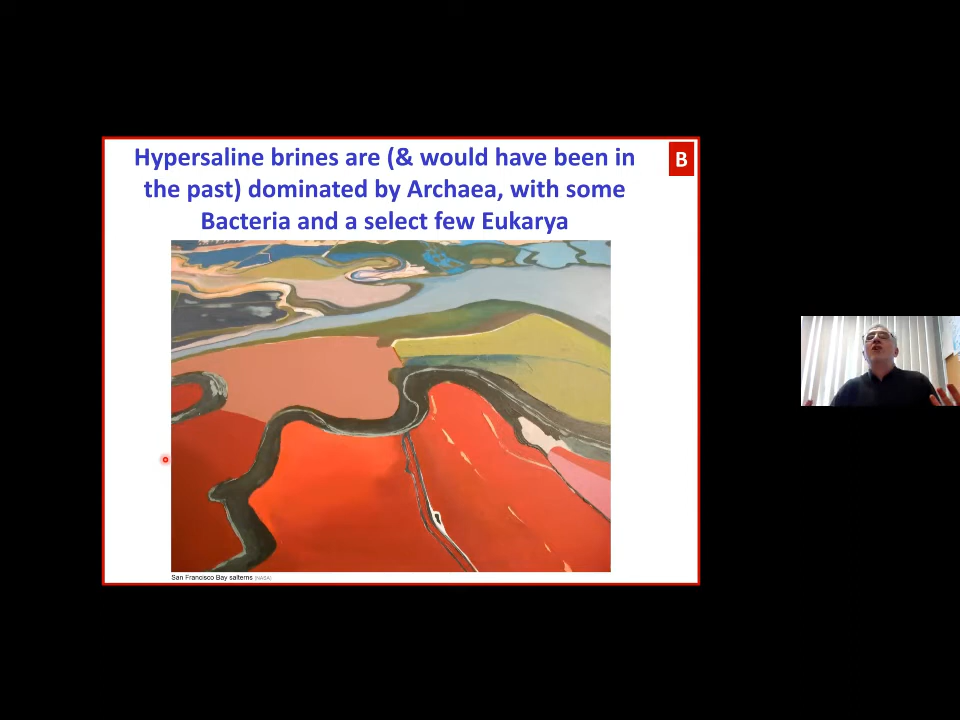 Hypersaline brines are (& would have been in
the past) dominated by Archaea, with some
Bacteria and a select few Eukarya
B
San Francisco Bay salterns (NASA)